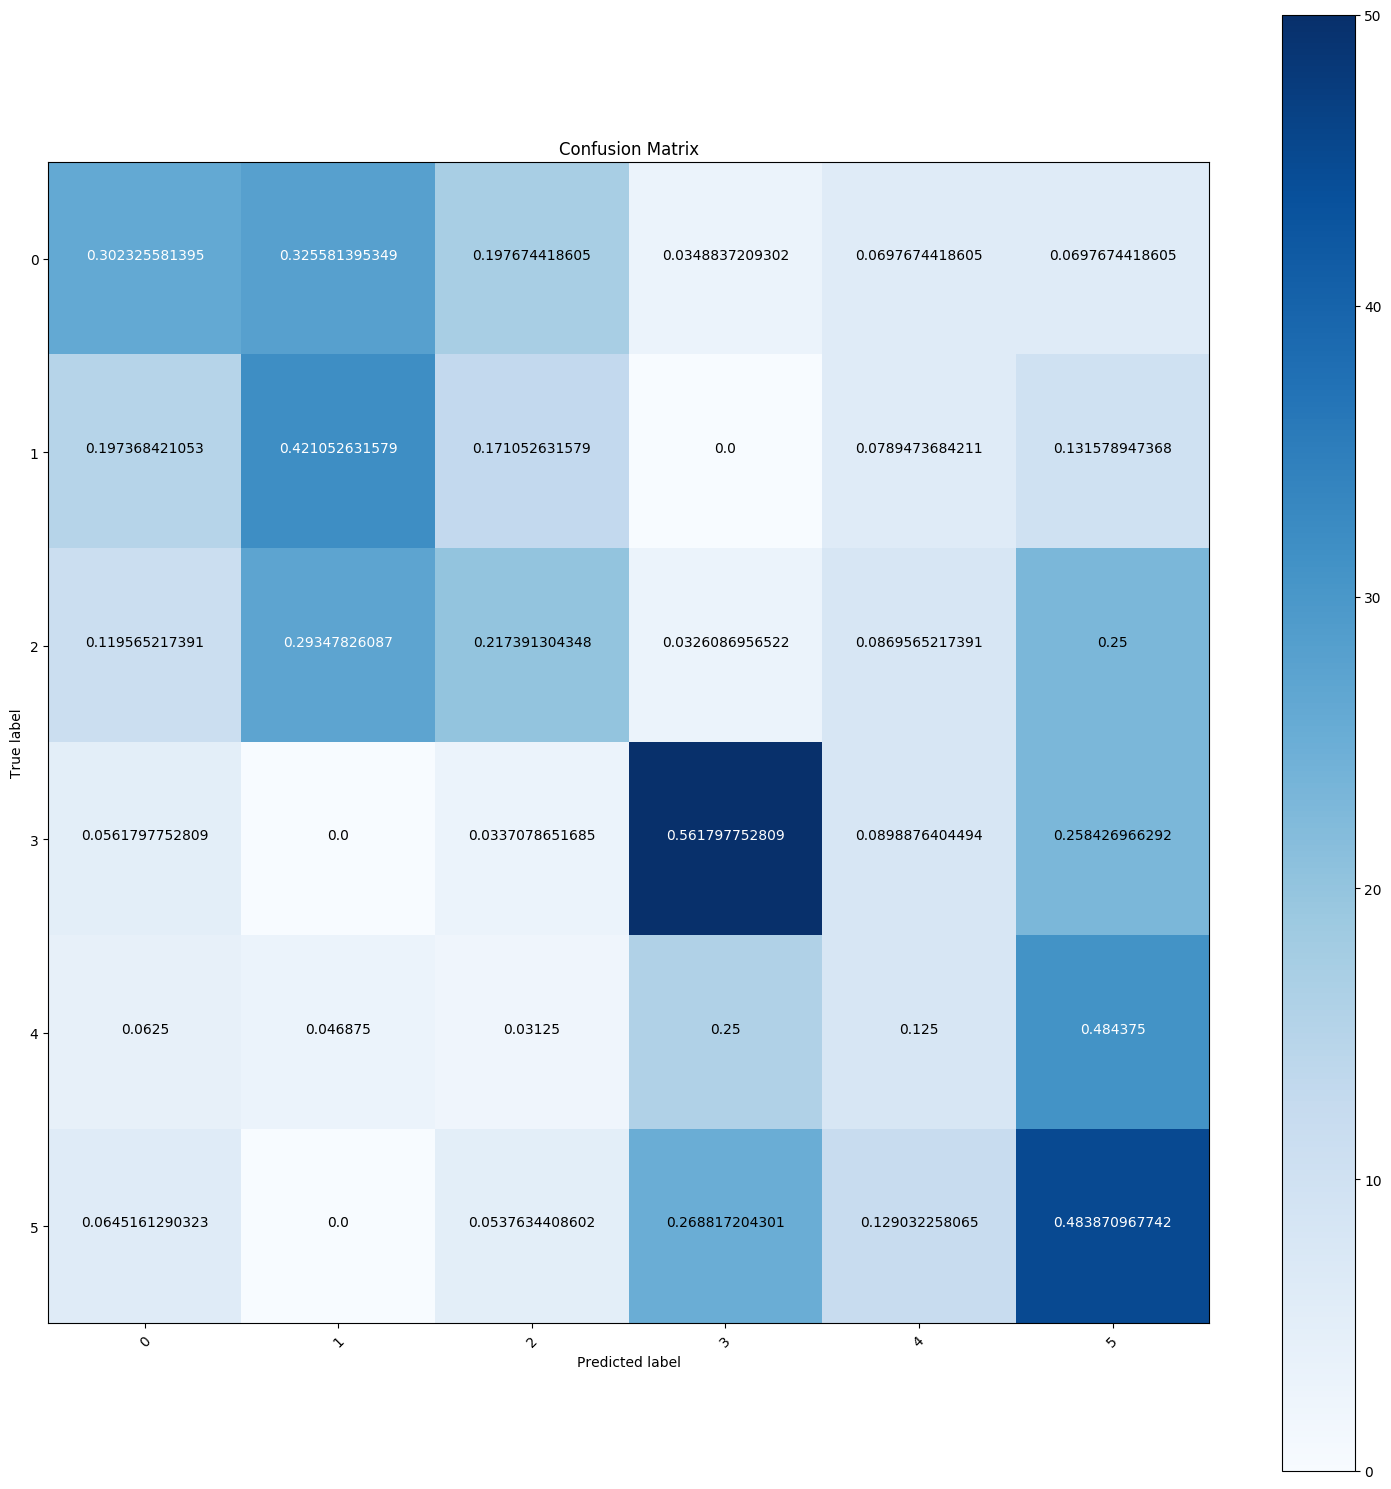 Confusion Matrix
0.302325581395 0.325581395349 0.197674418605 0.0348837209302 0.0697674418605 0.0697674418605
0
0.197368421053 0.421052631579 0.171052631579 0.0 0.0789473684211 0.131578947368
1
0.119565217391 0.29347826087 0.217391304348 0.0326086956522 0.0869565217391 0.25
2
0.0561797752809 0.0 0.0337078651685 0.561797752809 0.0898876404494 0.258426966292
3
0.0625 0.046875 0.03125 0.25 0.125 0.484375
4
0.0645161290323 0.0 0.0537634408602 0.268817204301 0.129032258065 0.483870967742
5
True label
0 1 2 3 4 5
Predicted label
50
40
30
20
10
0